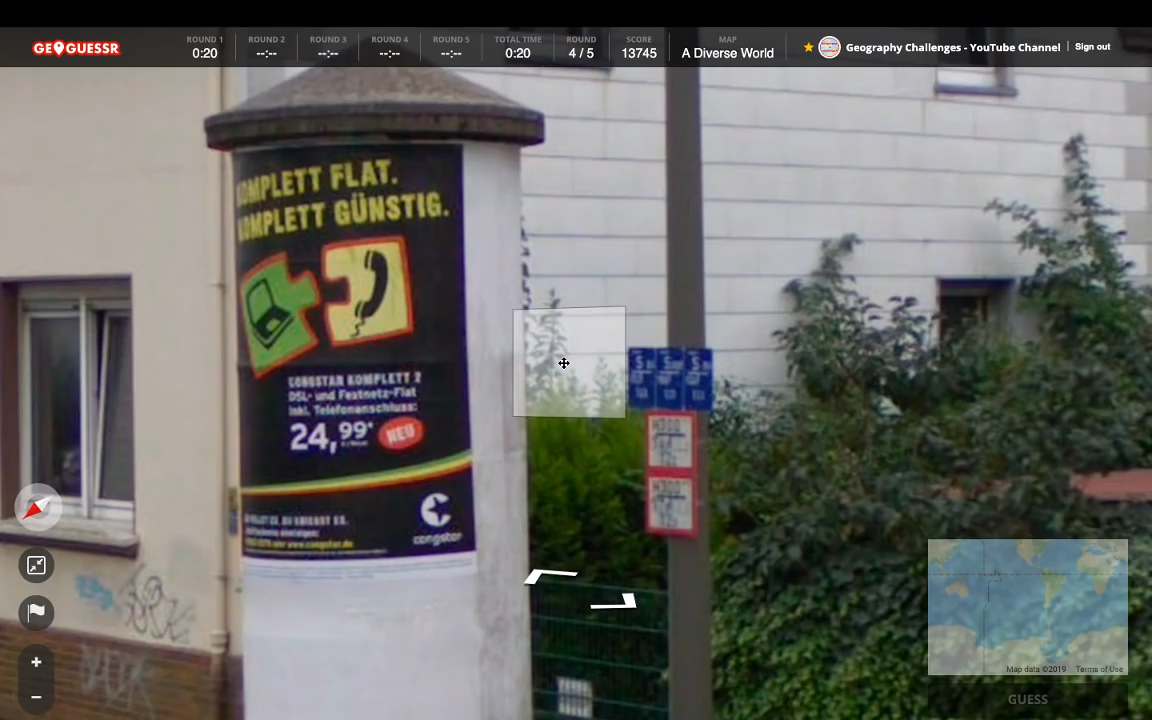 GEOGUESSR
ROUND 1
0:20
ROUND 2
--:--
ROUND 3
--:--
ROUND 4
--:--
ROUND 5
--:--
TOTAL TIME
0:20
ROUND
4 / 5
SCORE
13745
MAP
A Diverse World
Geography Challenges - YouTube Channel
Sign out
KOMPLETT FLAT.
KOMPLETT GÜNSTIG.
CONGSTAR KOMPLETT 2
DSL- und Festnetz-Flat
inkl. Telefonanschluss:
24,99*
NEU
congstar
S S S
H300
H300
+
−
Map data ©2019 Terms of Use
GUESS